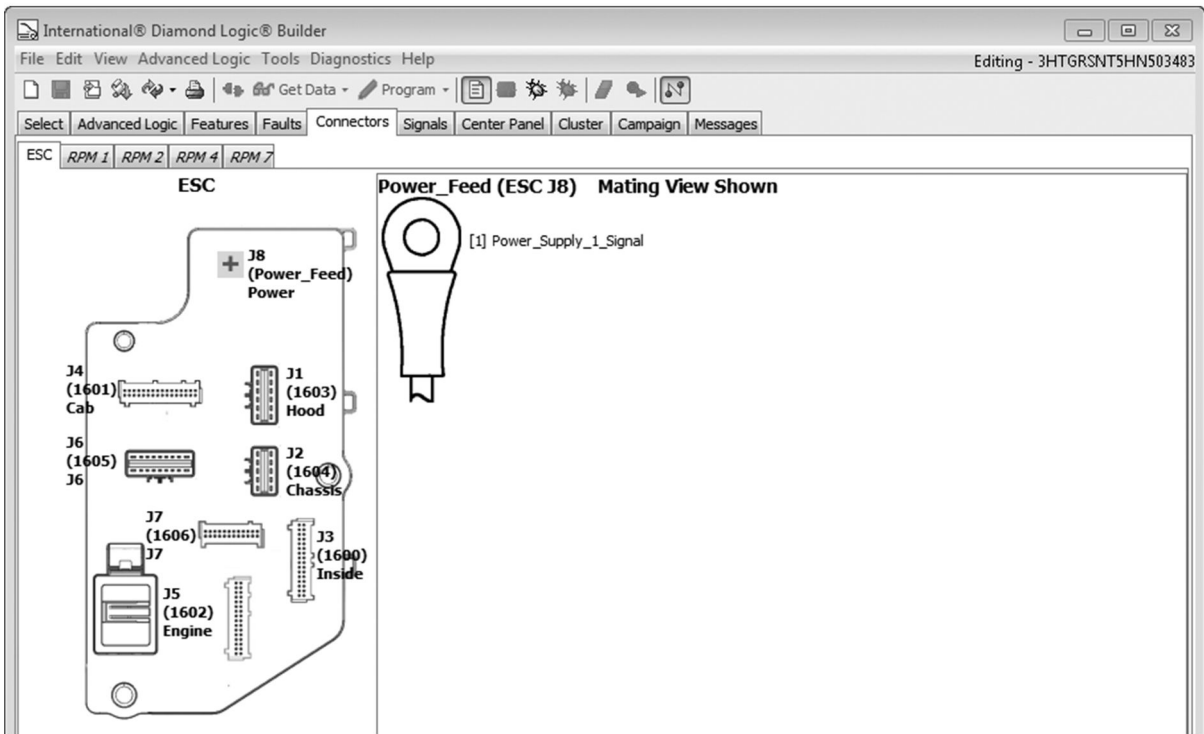 International® Diamond Logic® Builder
File Edit View Advanced Logic Tools Diagnostics Help
Editing - 3HTGRSNT5HN503483
Get Data Program
Select Advanced Logic Features Faults Connectors Signals Center Panel Cluster Campaign Messages
ESC RPM 1 RPM 2 RPM 4 RPM 7
ESC
Power_Feed (ESC J8) Mating View Shown
[1] Power_Supply_1_Signal
J8
(Power_Feed)
Power
J4
(1601)
Cab
J1
(1603)
Hood
J6
(1605)
J6
J2
(1604)
Chassis
J7
(1606)
J7
J3
(1600)
Inside
J5
(1602)
Engine